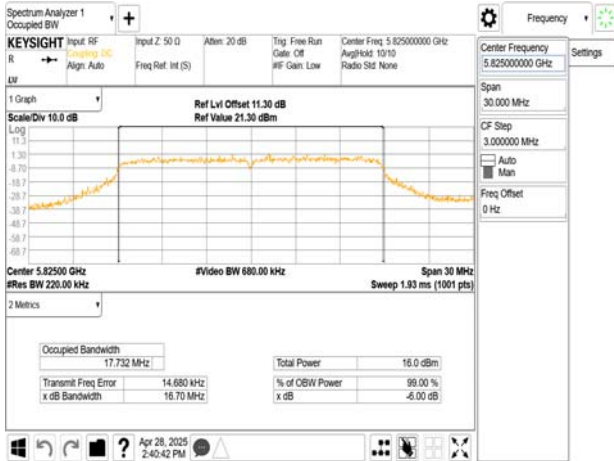 Spectrum Analyzer 1
Occupied BW
Frequency
KEYSIGHT
Input: RF
Coupling: DC
Align: Auto
Input Z: 50 Ω
Freq Ref: Int (S)
Atten: 20 dB
Trig: Free Run
Gate: Off
#IF Gain: Low
Center Freq: 5.825000000 GHz
Avg|Hold: 10/10
Radio Std: None
R
Center Frequency
5.825000000 GHz
Settings
Span
30.000 MHz
CF Step
3.000000 MHz
Auto
Man
Freq Offset
0 Hz
1 Graph
Scale/Div 10.0 dB
Ref Lvl Offset 11.30 dB
Ref Value 21.30 dBm
Log
11.3
1.30
-8.70
-18.7
-28.7
-38.7
-48.7
-58.7
-68.7
Center 5.82500 GHz
#Video BW 680.00 kHz
Span 30 MHz
#Res BW 220.00 kHz
Sweep 1.93 ms (1001 pts)
2 Metrics
Occupied Bandwidth
17.732 MHz
Total Power
16.0 dBm
Transmit Freq Error
14.680 kHz
% of OBW Power
99.00 %
x dB Bandwidth
16.70 MHz
x dB
-6.00 dB
Apr 28, 2025
2:40:42 PM